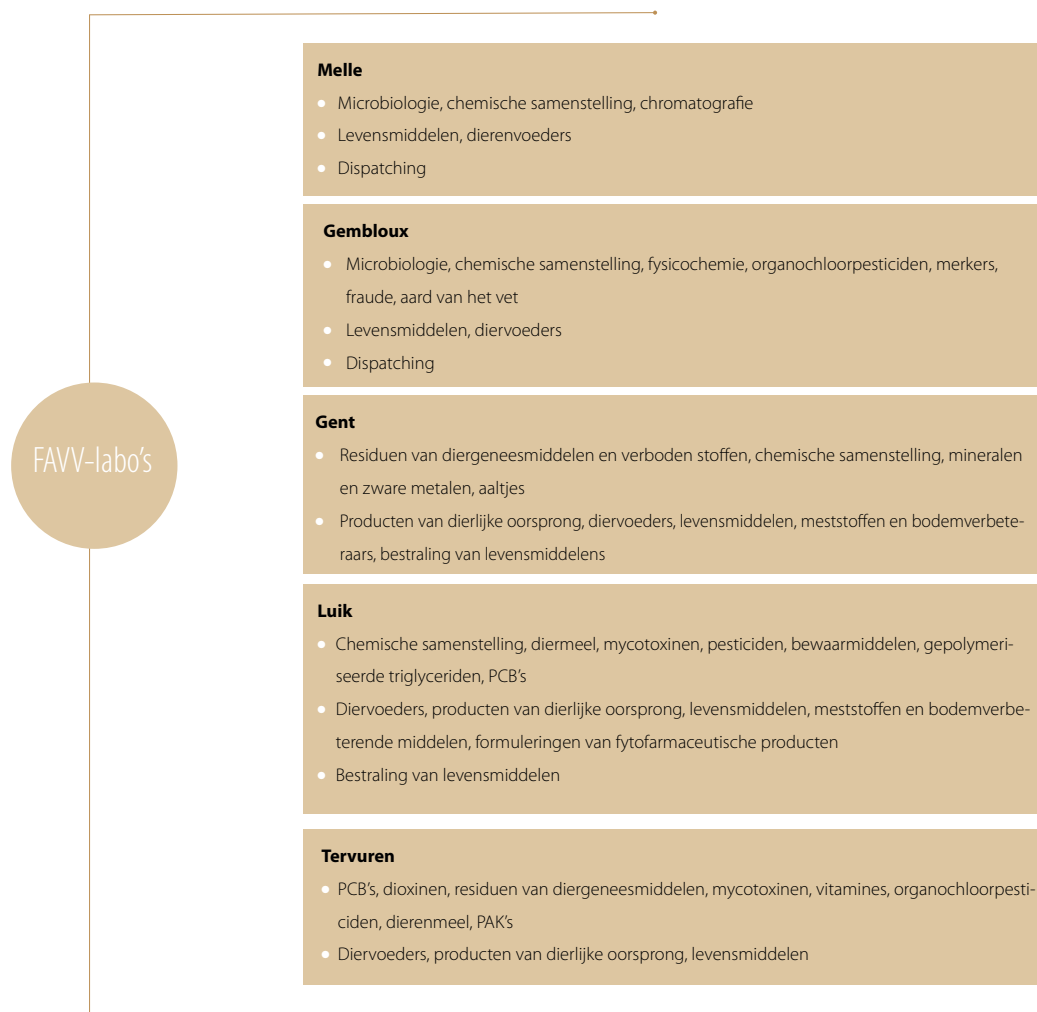 Melle
• Microbiologie, chemische samenstelling, chromatografie
• Levensmiddelen, dierenvoeders
• Dispatching
Gembloux
• Microbiologie, chemische samenstelling, fysicochemie, organochloorpesticiden, merkers,
fraude, aard van het vet
• Levensmiddelen, diervoeders
• Dispatching
FAVV-labo's
Gent
• Residuen van diergeneesmiddelen en verboden stoffen, chemische samenstelling, mineralen
en zware metalen, aaltjes
• Producten van dierlijke oorsprong, diervoeders, levensmiddelen, meststoffen en bodemverbete-
raars, bestraling van levensmiddelens
Luik
• Chemische samenstelling, diermeel, mycotoxinen, pesticiden, bewaarmiddelen, gepolymeri-
seerde triglyceriden, PCB's
• Diervoeders, producten van dierlijke oorsprong, levensmiddelen, meststoffen en bodemverbe-
terende middelen, formuleringen van fytofarmaceutische producten
• Bestraling van levensmiddelen
Tervuren
• PCB's, dioxinen, residuen van diergeneesmiddelen, mycotoxinen, vitamines, organochloorpesti-
ciden, dierenmeel, PAK's
• Diervoeders, producten van dierlijke oorsprong, levensmiddelen